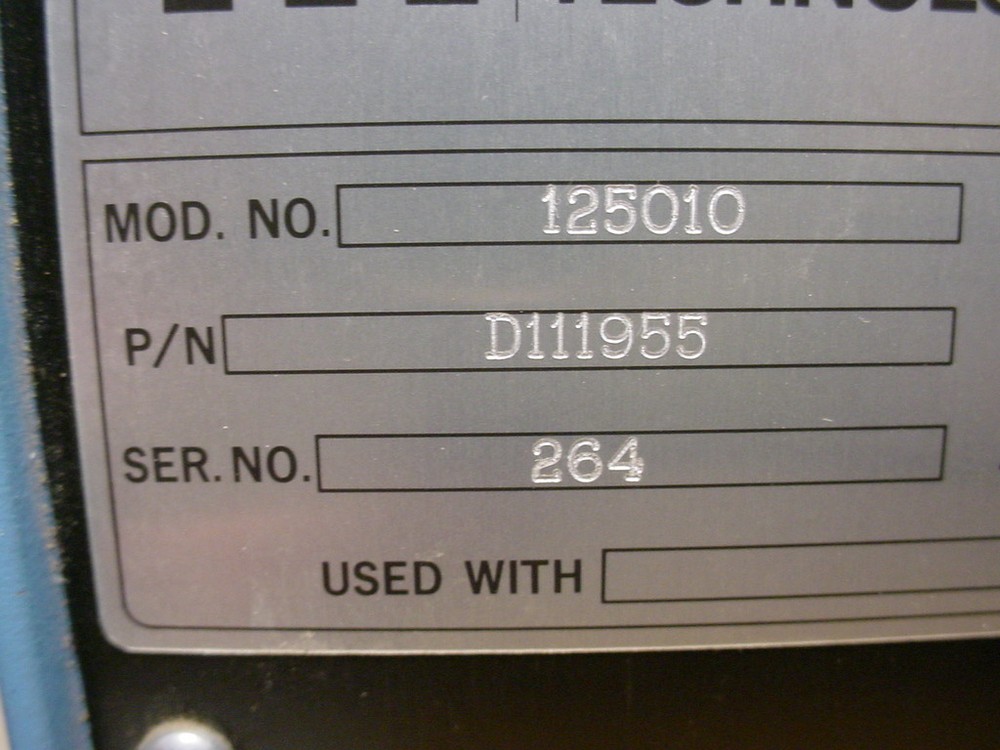 MOD. NO. 125010
P/N D111955
SER. NO. 264
USED WITH